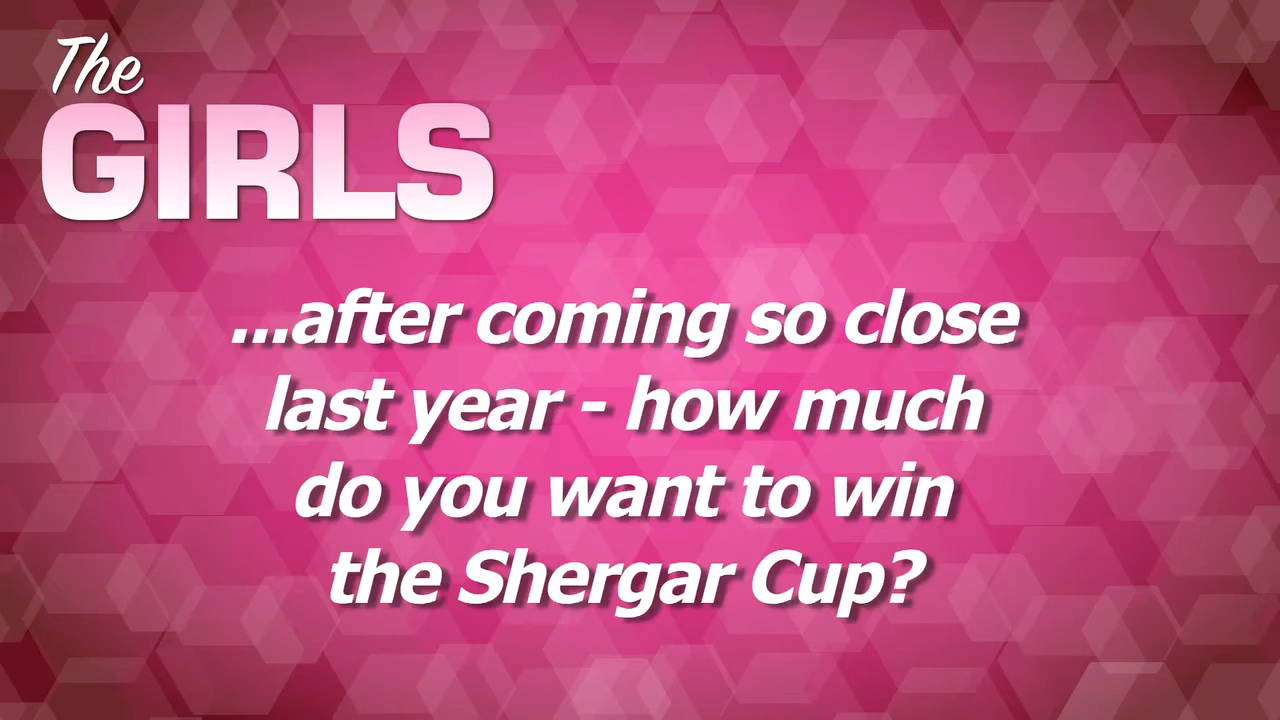 The
GIRLS
...after coming so close
last year - how much
do you want to win
the Shergar Cup?